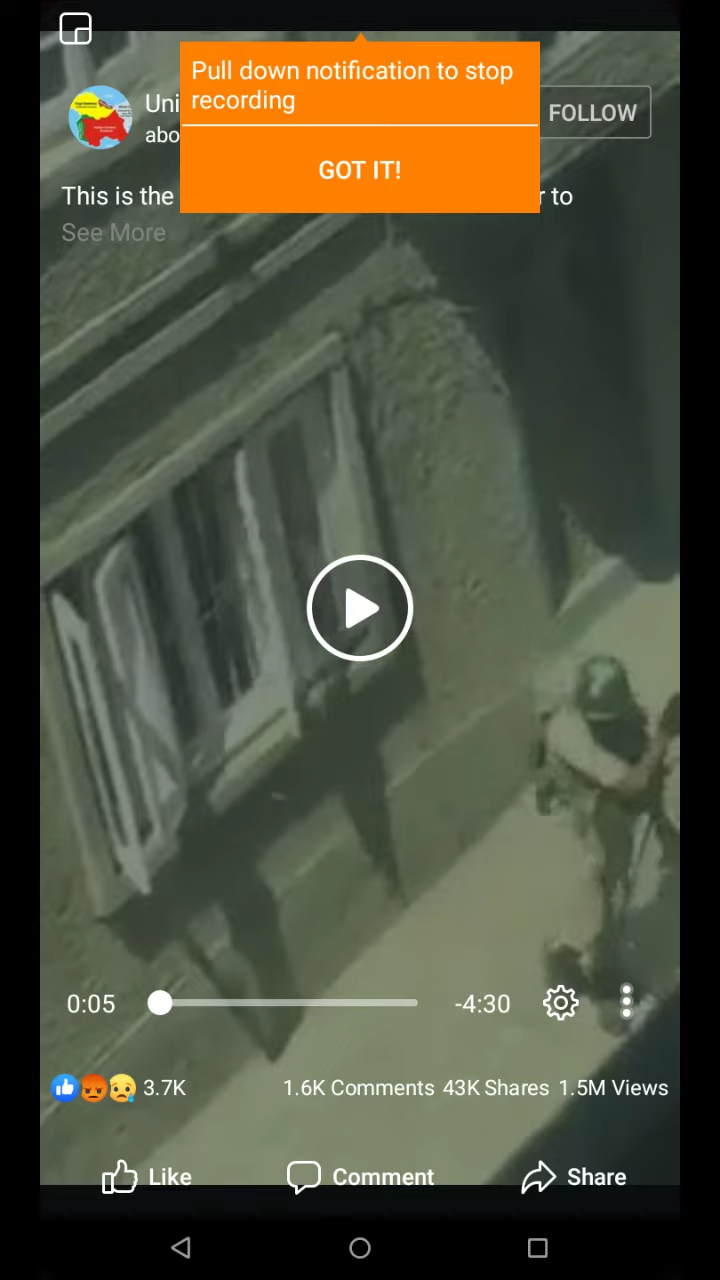 Pull down notification to stop
recording
GOT IT!
Uni
abo
FOLLOW
This is the
r to
See More
0:05
-4:30
3.7K
1.6K Comments 43K Shares 1.5M Views
Like
Comment
Share